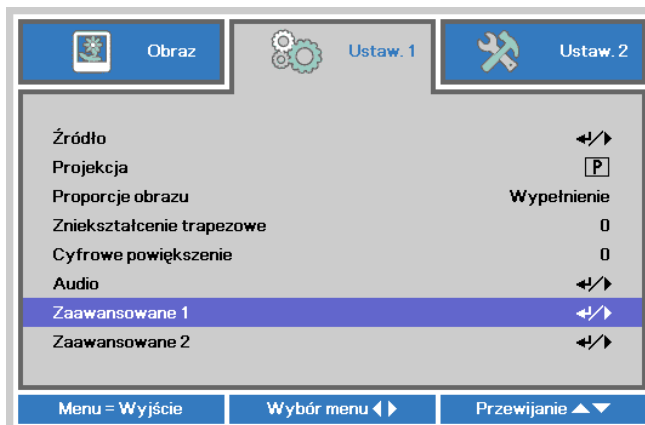 Obraz
Ustaw. 1
Ustaw. 2
Źródło
Projekcja P
Proporcje obrazu Wypełnienie
Zniekształcenie trapezowe 0
Cyfrowe powiększenie 0
Audio
Zaawansowane 1
Zaawansowane 2
Menu = Wyjście
Wybór menu
Przewijanie